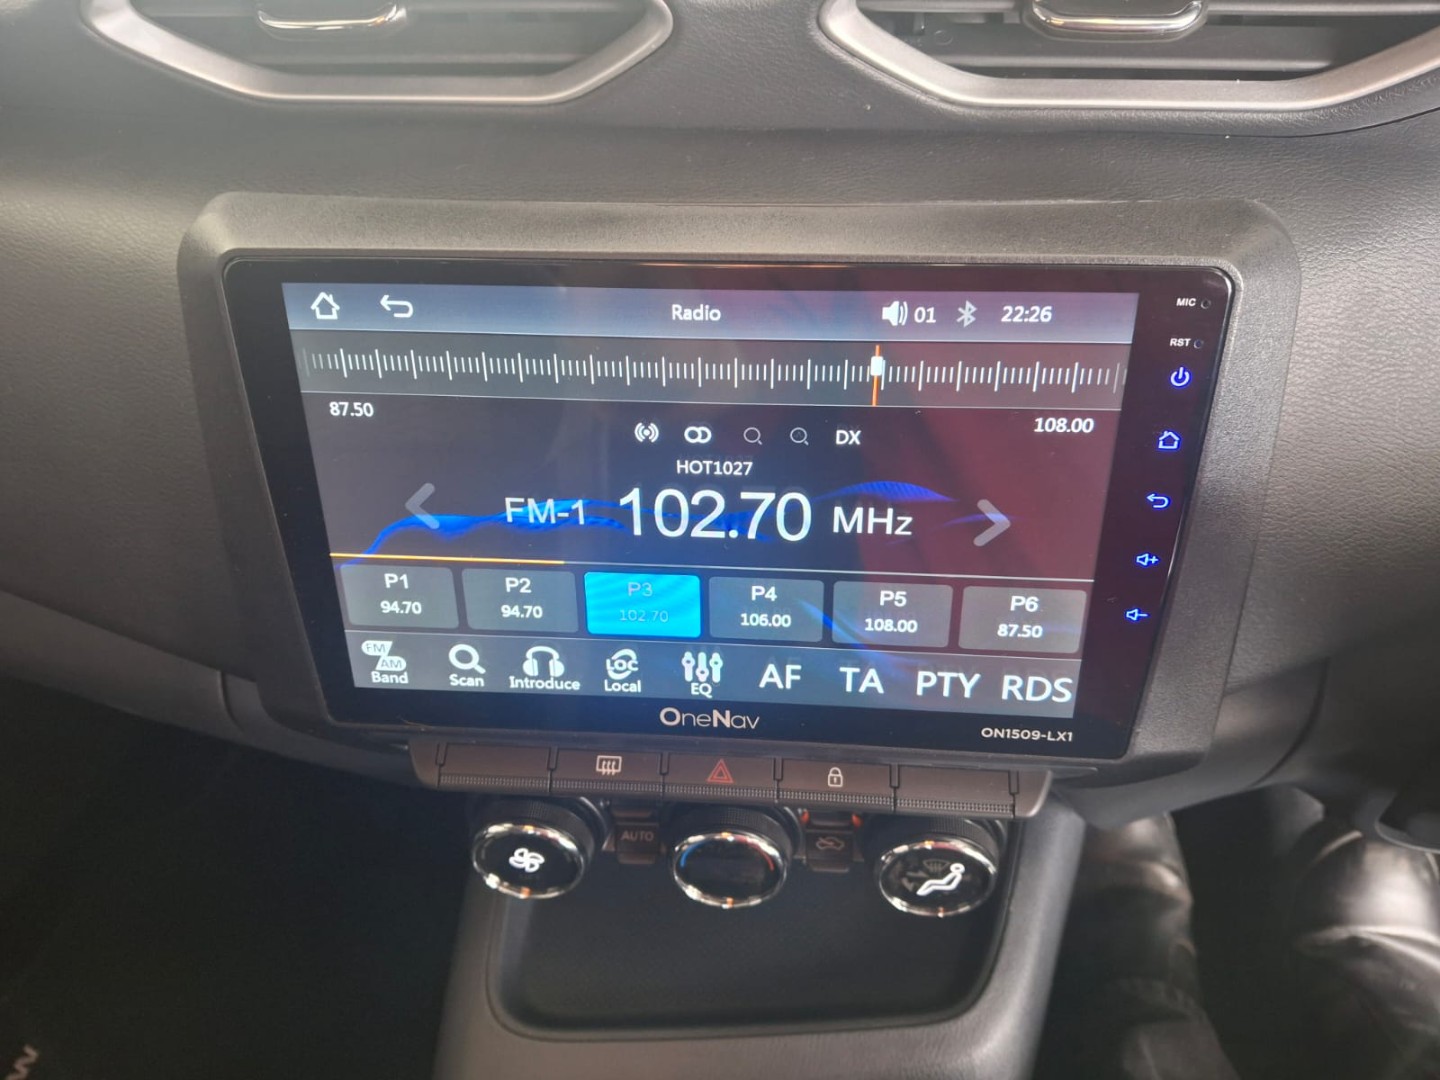 Radio 01 22:26
MIC
RST
87.50 108.00
DX
HOT1027
FM-1 102.70 MHz
P1 P2 P3 P4 P5 P6
94.70 94.70 102.70 106.00 108.00 87.50
FM AM Band Scan Introduce LOC Local EQ AF TA PTY RDS
OneNav
ON1509-LX1
AUTO